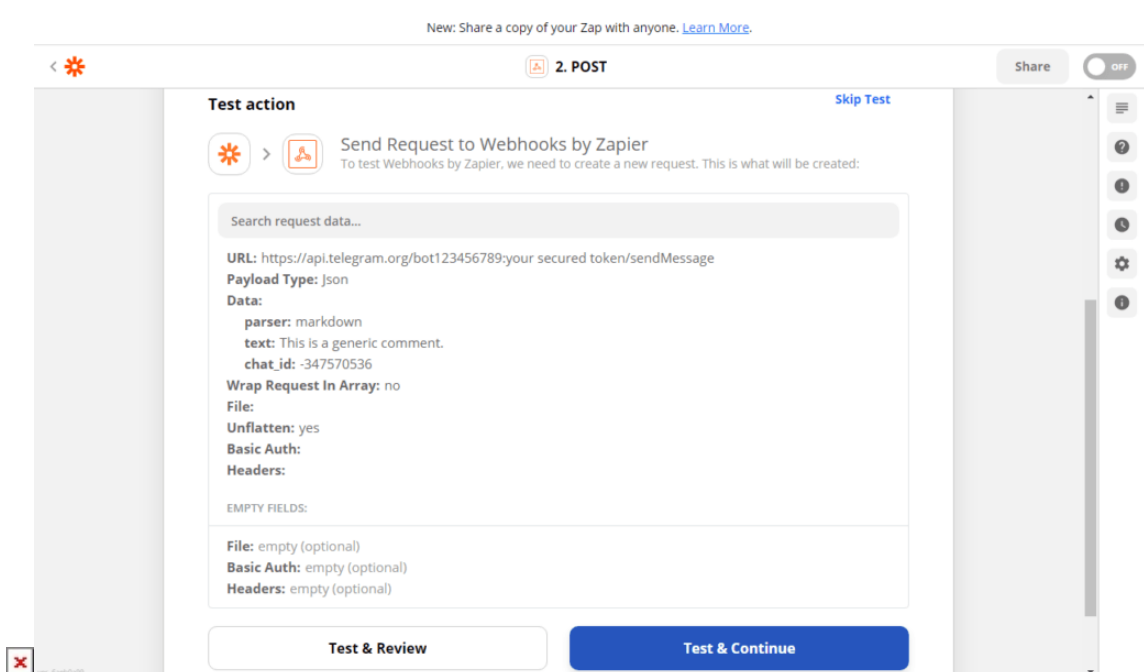 New: Share a copy of your Zap with anyone. Learn More.
2. POST
Share
OFF
Test action
Skip Test
Send Request to Webhooks by Zapier
To test Webhooks by Zapier, we need to create a new request. This is what will be created:
Search request data...
URL: https://api.telegram.org/bot123456789:your secured token/sendMessage
Payload Type: Json
Data:
parser: markdown
text: This is a generic comment.
chat_id: -347570536
Wrap Request In Array: no
File:
Unflatten: yes
Basic Auth:
Headers:
EMPTY FIELDS:
File: empty (optional)
Basic Auth: empty (optional)
Headers: empty (optional)
Test & Review
Test & Continue